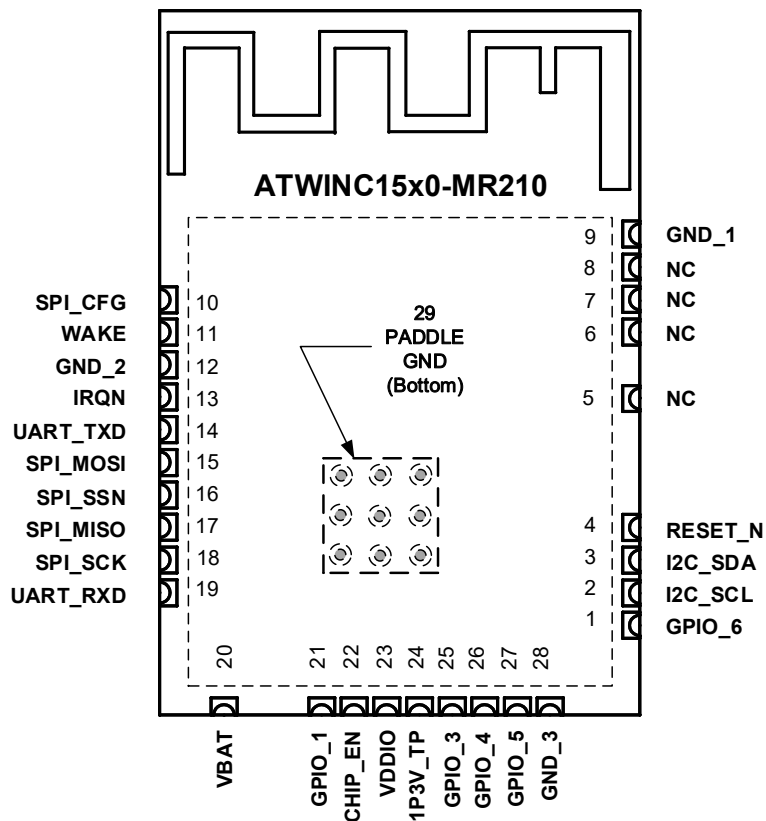 ATWINC15x0-MR210
9 GND_1
8 NC
7 NC
6 NC
5 NC
4 RESET_N
3 I2C_SDA
2 I2C_SCL
1 GPIO_6
SPI_CFG 10
WAKE 11
GND_2 12
IRQN 13
UART_TXD 14
SPI_MOSI 15
SPI_SSN 16
SPI_MISO 17
SPI_SCK 18
UART_RXD 19
29
PADDLE
GND
(Bottom)
20 VBAT
21 GPIO_1
22 CHIP_EN
23 VDDIO
24 1P3V_TP
25 GPIO_3
26 GPIO_4
27 GPIO_5
28 GND_3